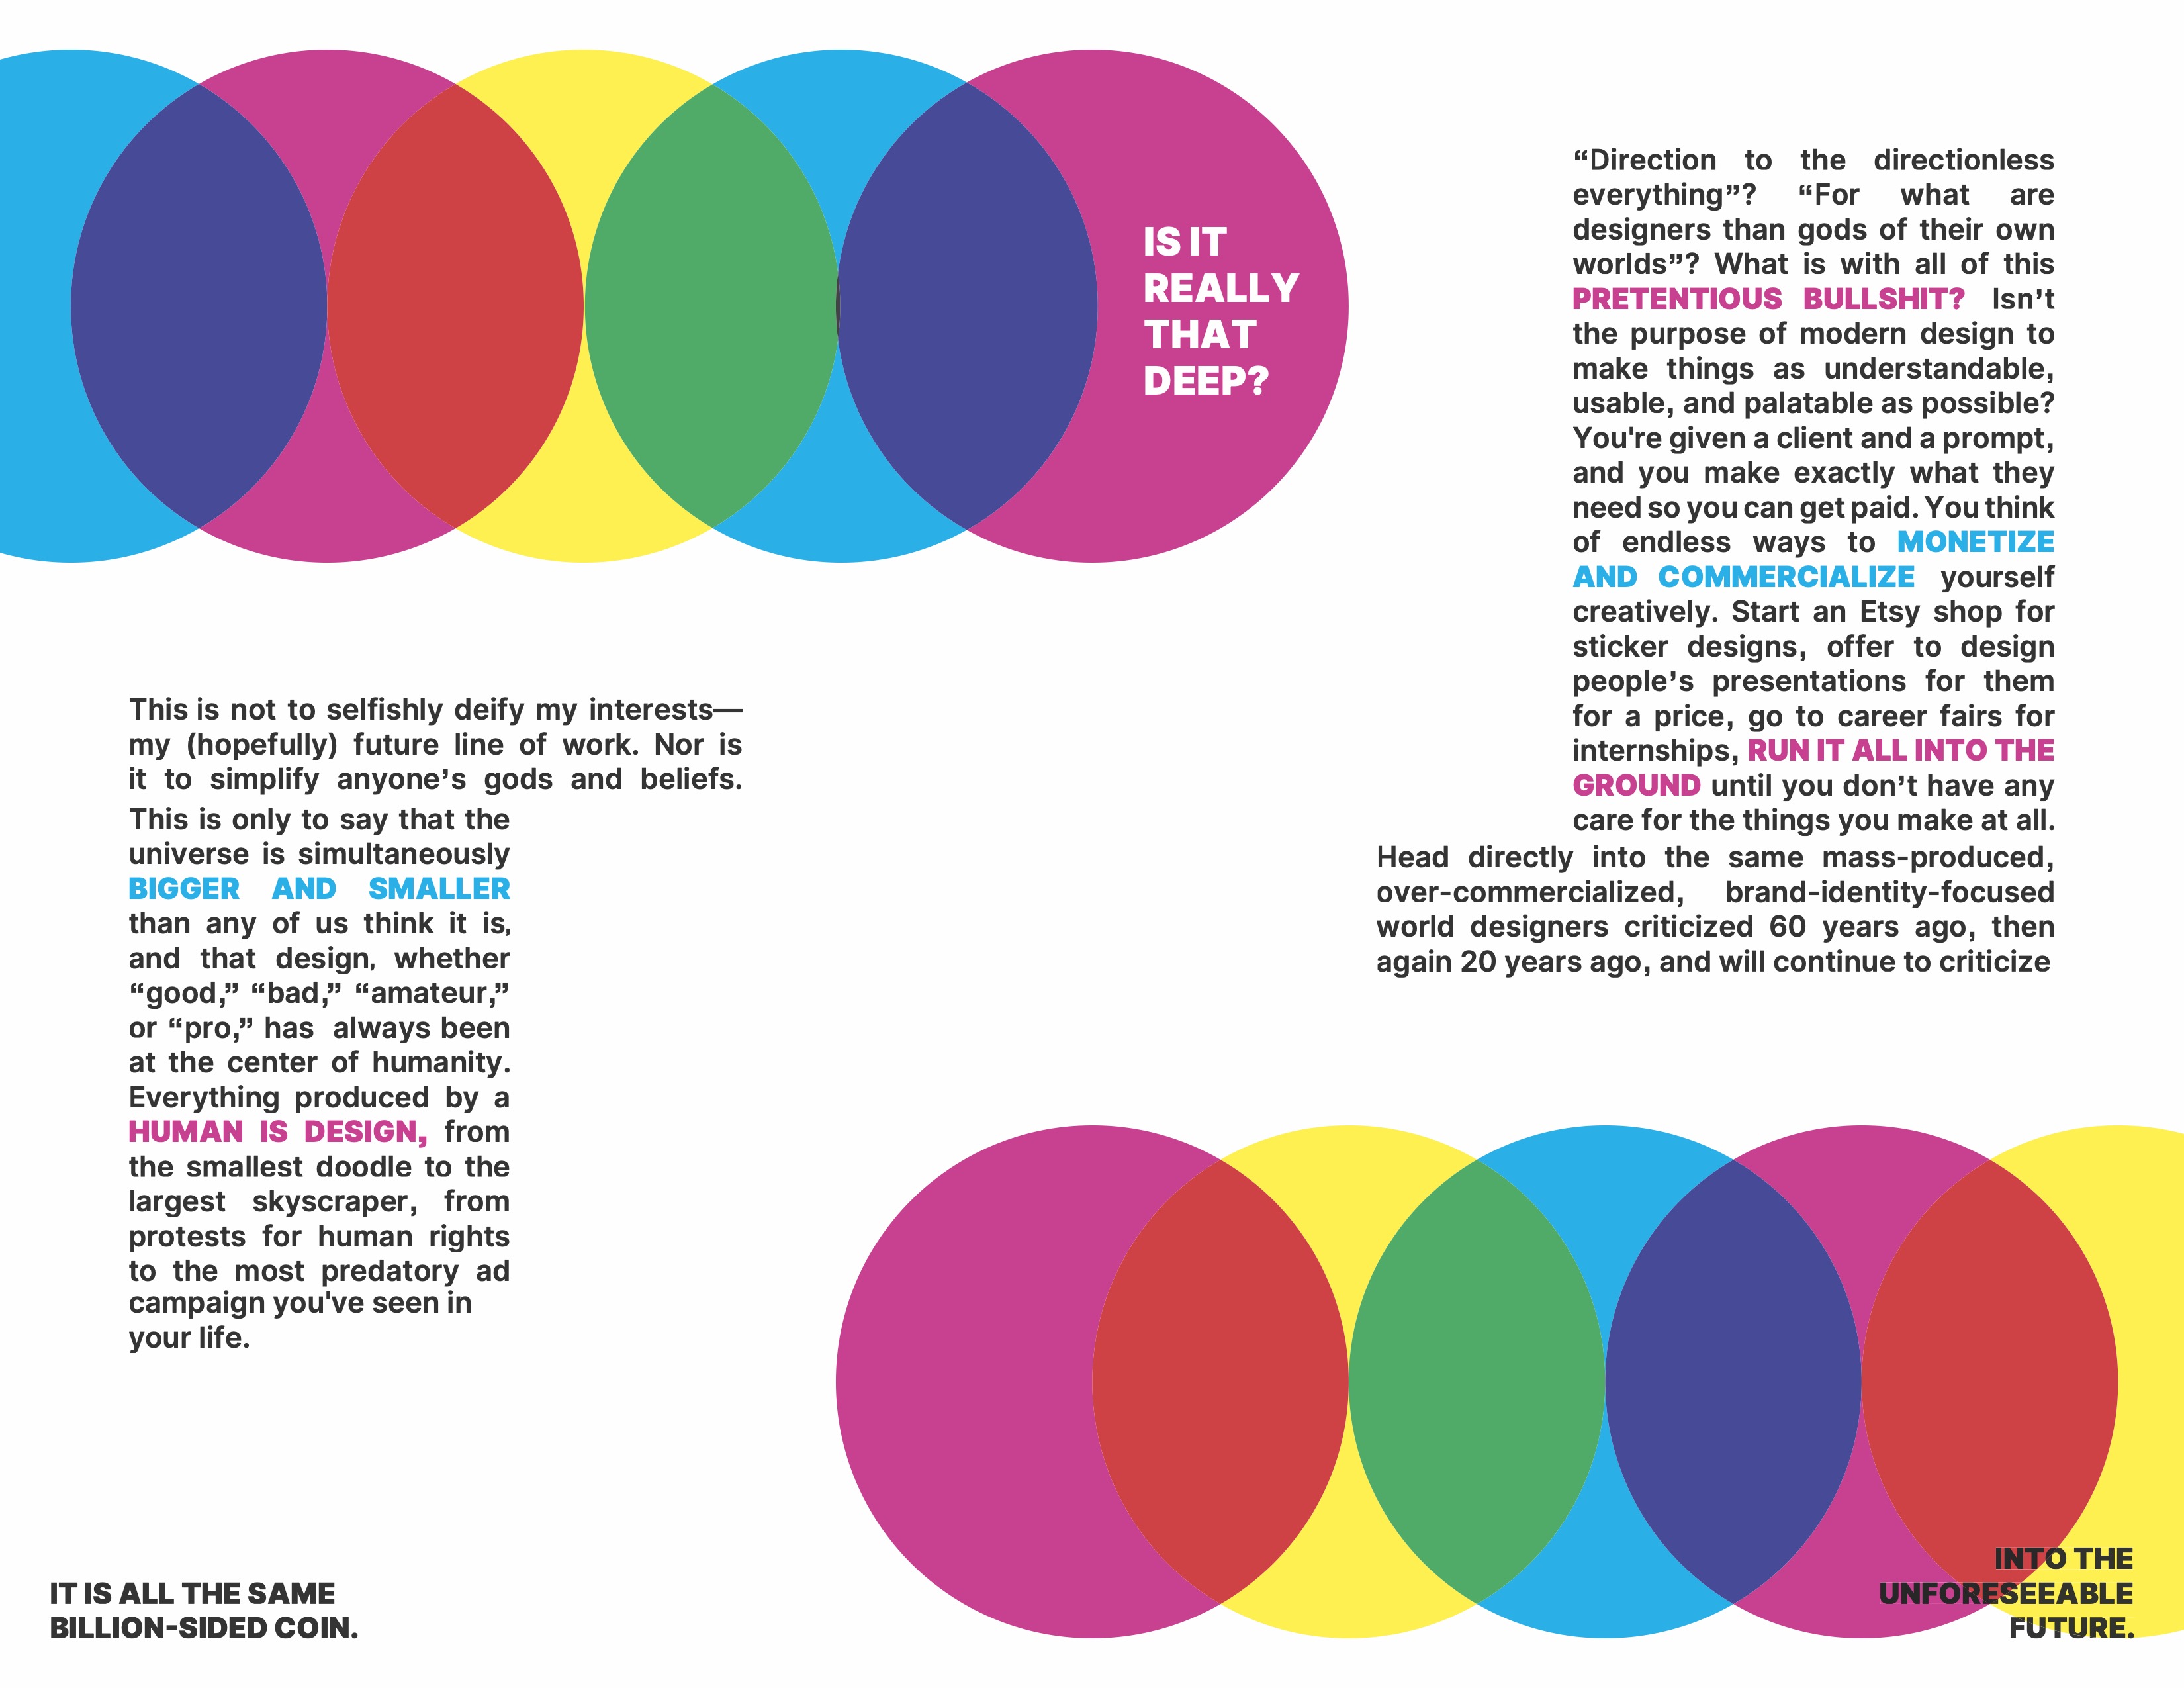 This is not to selfishly deify my interests—
my (hopefully) future line of work. Nor is
it to simplify anyone’s gods and beliefs.
This is only to say that the
universe is simultaneously
BIGGER AND SMALLER
than any of us think it is,
and that design, whether
“good,” “bad,” “amateur,”
or “pro,” has always been
at the center of humanity.
Everything produced by a
HUMAN IS DESIGN, from
the smallest doodle to the
largest skyscraper, from
protests for human rights
to the most predatory ad
campaign you've seen in
your life.
IT IS ALL THE SAME
BILLION-SIDED COIN.
IS IT
REALLY
THAT
DEEP?
“Direction to the directionless
everything”? “For what are
designers than gods of their own
worlds”? What is with all of this
PRETENTIOUS BULLSHIT? Isn’t
the purpose of modern design to
make things as understandable,
usable, and palatable as possible?
You're given a client and a prompt,
and you make exactly what they
need so you can get paid. You think
of endless ways to MONETIZE
AND COMMERCIALIZE yourself
creatively. Start an Etsy shop for
sticker designs, offer to design
people’s presentations for them
for a price, go to career fairs for
internships, RUN IT ALL INTO THE
GROUND until you don’t have any
care for the things you make at all.
Head directly into the same mass-produced,
over-commercialized, brand-identity-focused
world designers criticized 60 years ago, then
again 20 years ago, and will continue to criticize
INTO THE
UNFORESEEABLE
FUTURE.